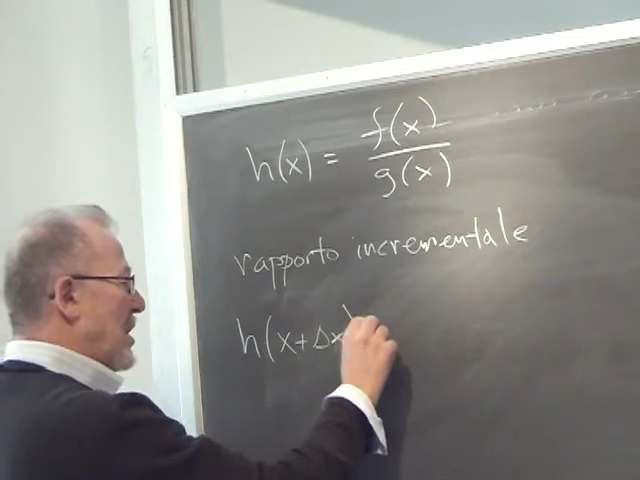 h(x) = f(x) / g(x)
rapporto incrementale
h(x+Δx)